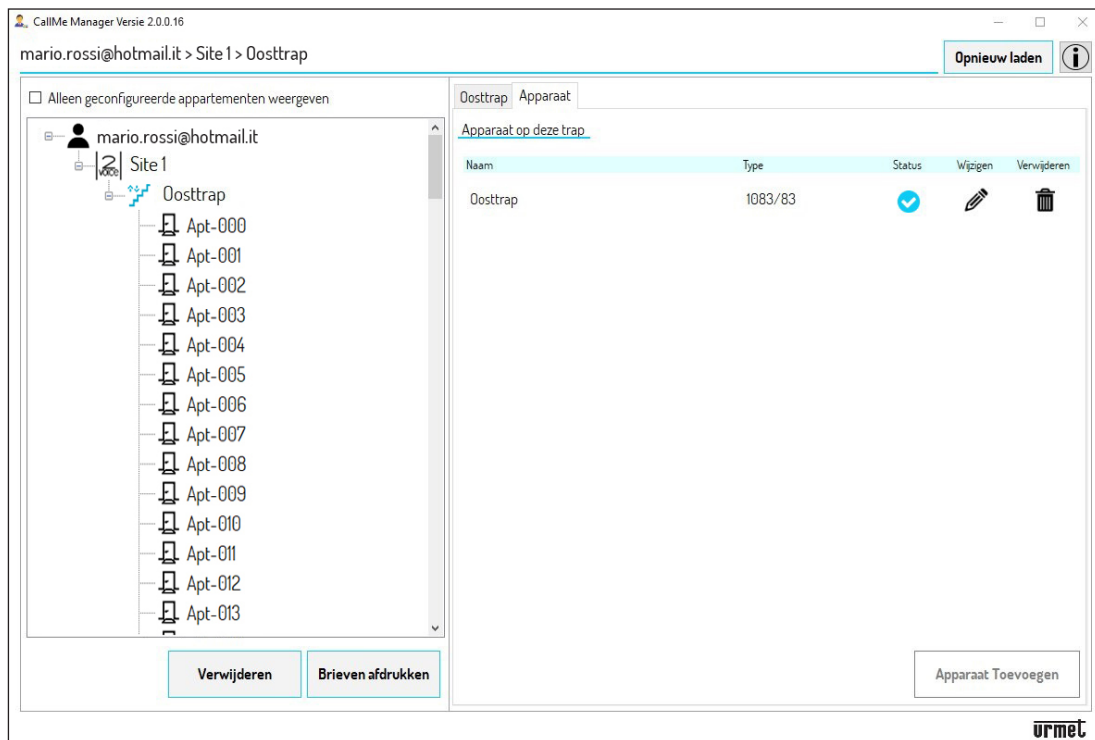 CallMe Manager Versie 2.0.0.16
mario.rossi@hotmail.it > Site 1 > Oosttrap
Opnieuw laden
i
Alleen geconfigureerde appartementen weergeven
mario.rossi@hotmail.it
2 VOICE Site 1
Oosttrap
Apt-000
Apt-001
Apt-002
Apt-003
Apt-004
Apt-005
Apt-006
Apt-007
Apt-008
Apt-009
Apt-010
Apt-011
Apt-012
Apt-013
Verwijderen
Brieven afdrukken
Oosttrap Apparaat
Apparaat op deze trap
Naam Type Status Wijzigen Verwijderen
Oosttrap 1083/83
Apparaat Toevoegen
urmet